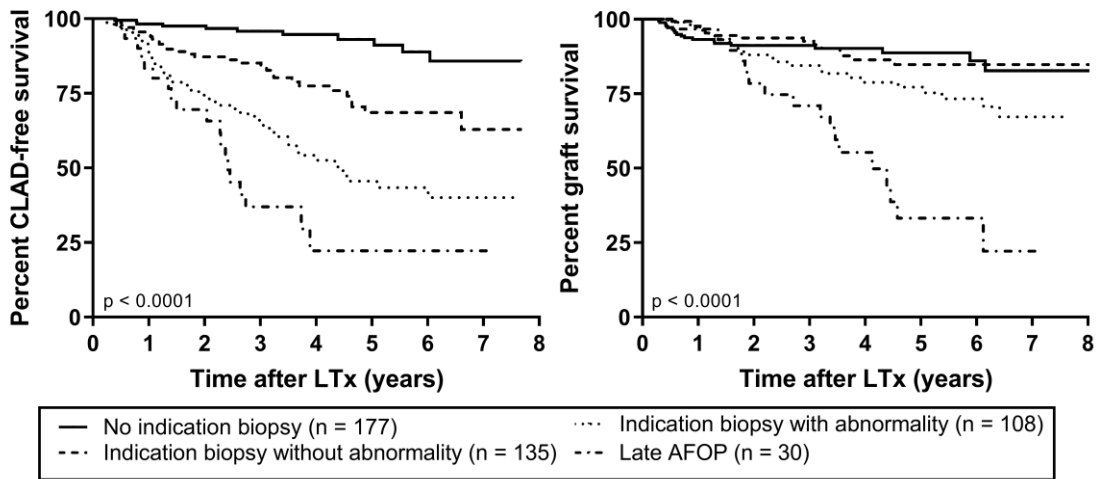 Percent CLAD-free survival
100
75
50
25
0
p < 0.0001
0 1 2 3 4 5 6 7 8
Time after LTx (years)
Percent graft survival
100
75
50
25
0
p < 0.0001
0 1 2 3 4 5 6 7 8
Time after LTx (years)
No indication biopsy (n = 177)
Indication biopsy with abnormality (n = 108)
Indication biopsy without abnormality (n = 135)
Late AFOP (n = 30)